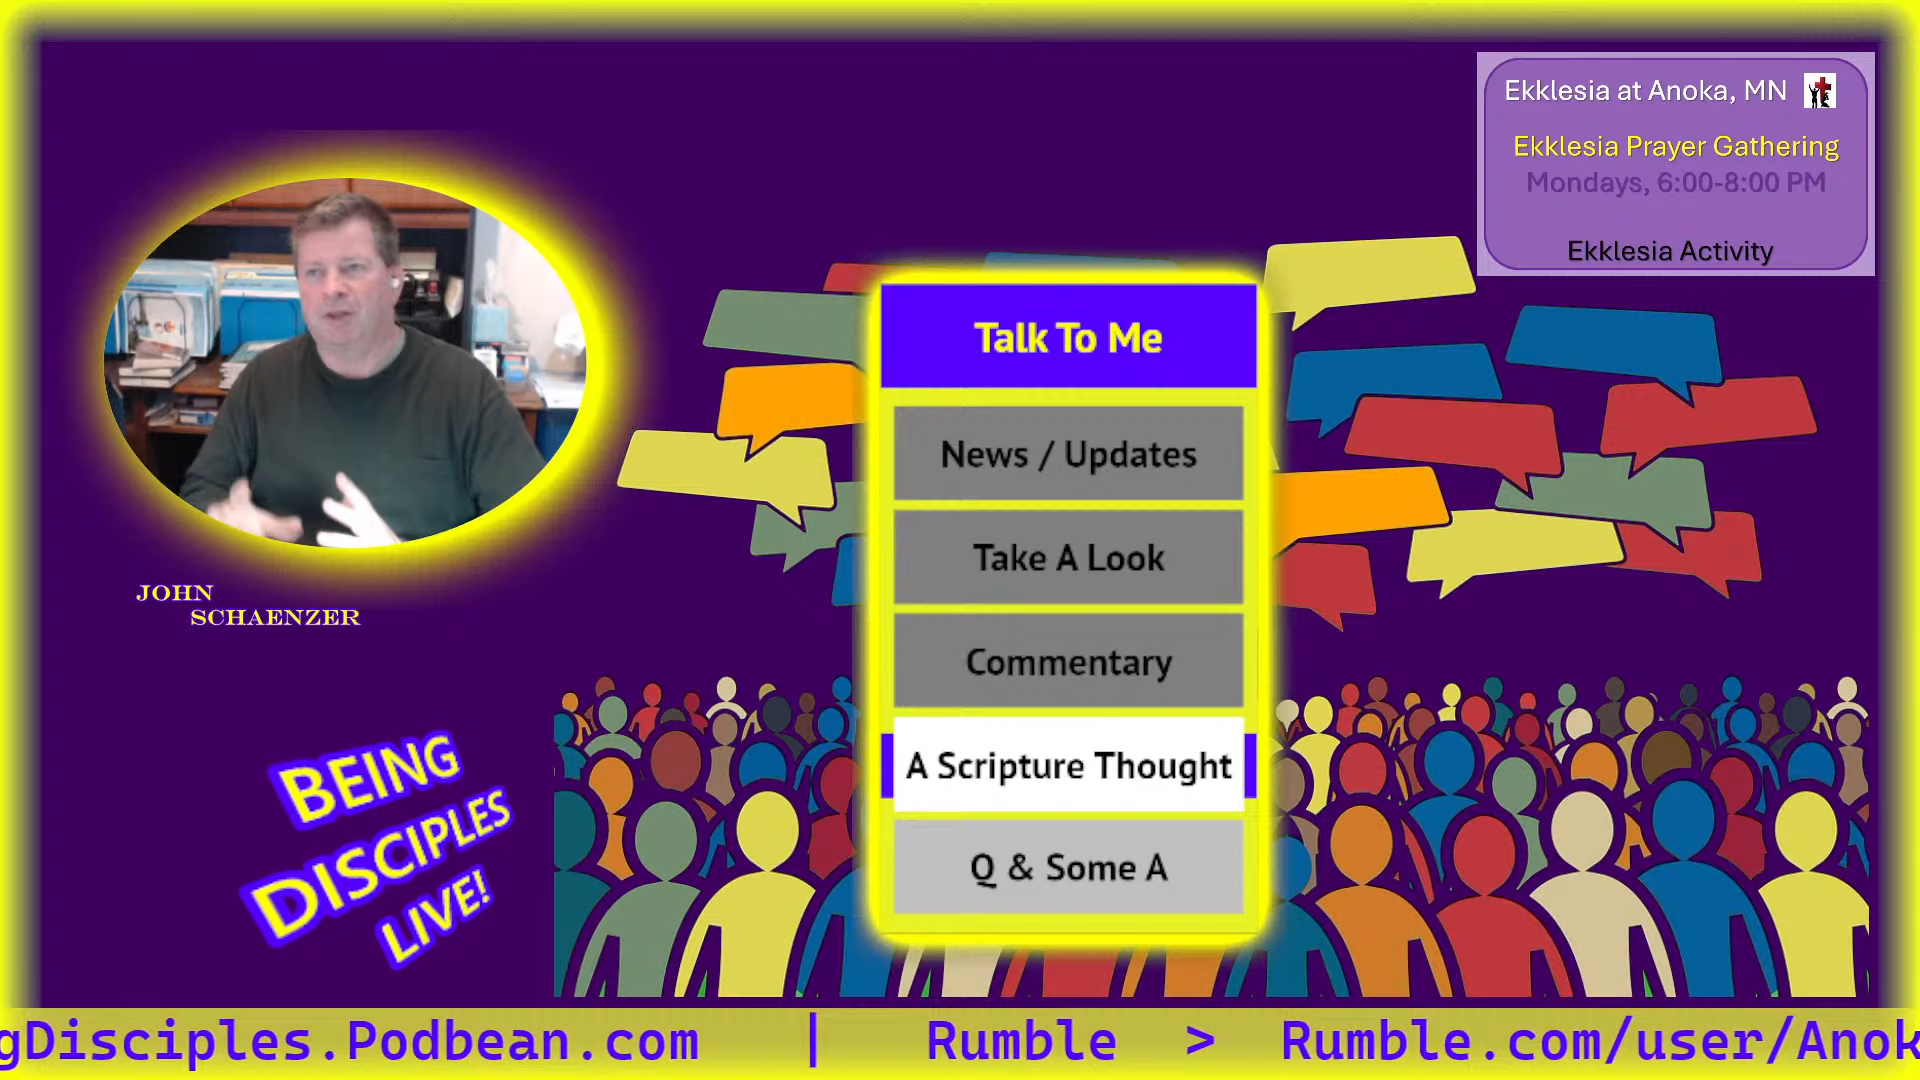 Ekklesia at Anoka, MN
Ekklesia Prayer Gathering
Mondays, 6:00-8:00 PM
Ekklesia Activity
Talk To Me
News / Updates
Take A Look
Commentary
A Scripture Thought
Q & Some A
JOHN
SCHAENZER
BEING
DISCIPLES
LIVE!
gDisciples.Podbean.com | Rumble > Rumble.com/user/Anok